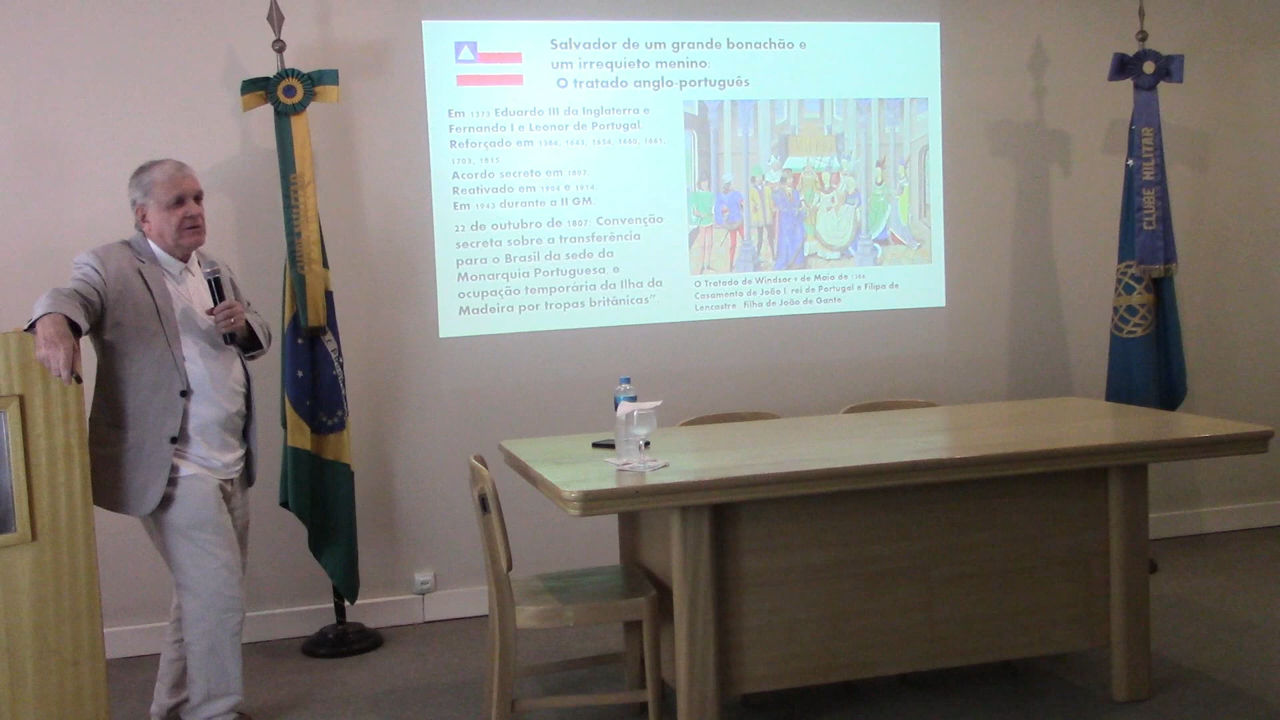 Salvador de um grande bonachão e
um irrequieto menino:
O tratado anglo-português
Em 1373 Eduardo III da Inglaterra e
Fernando I e Leonor de Portugal.
Reforçado em 1386, 1643, 1654, 1660, 1661,
1703, 1815.
Acordo secreto em 1807.
Reativado em 1904 e 1914.
Em 1943 durante a II GM
22 de outubro de 1807: Convenção
secreta sobre a transferência
para o Brasil da sede da
Monarquia Portuguesa, e
ocupação temporária da Ilha da
Madeira por tropas britânicas".
O Tratado de Windsor 9 de Maio de 1386
Casamento de João I, rei de Portugal e Filipa de
Lencastre, Filha de João de Gante
CLUBE MILITAR